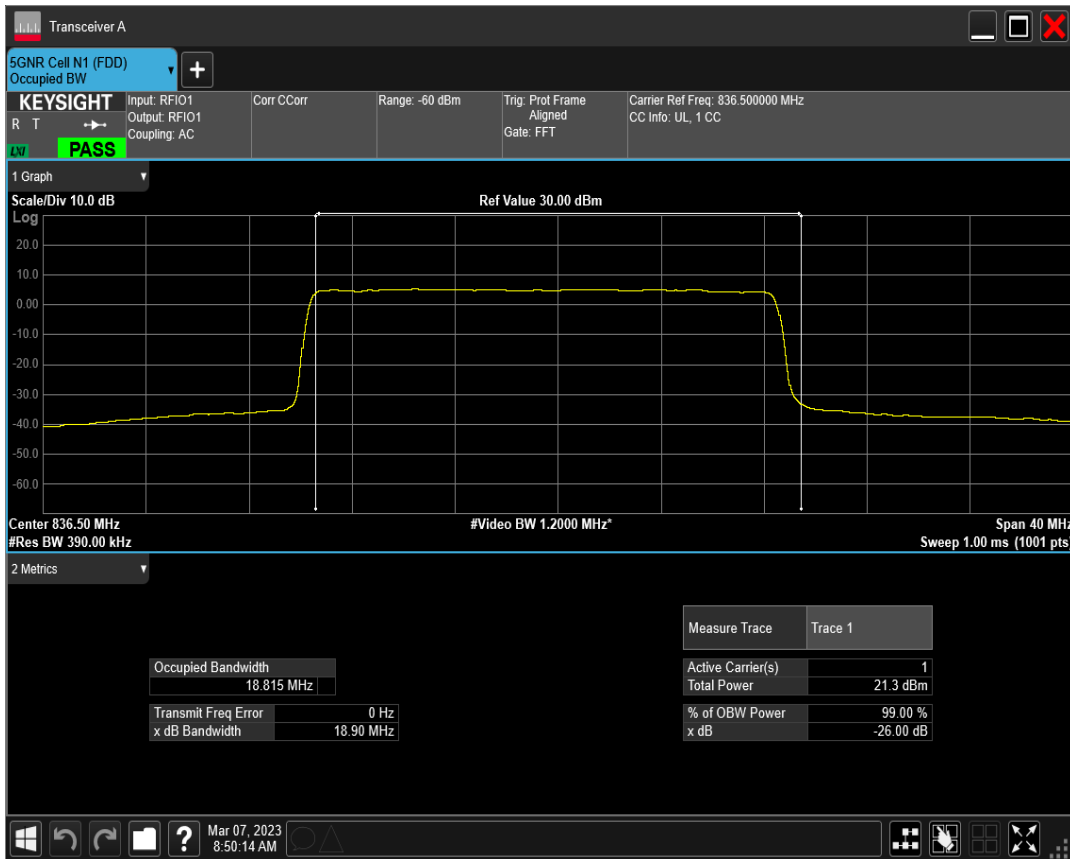 Transceiver A
5GNR Cell N1 (FDD)
Occupied BW
+
KEYSIGHT
R T
LXI PASS
Input: RFIO1
Output: RFIO1
Coupling: AC
Corr CCorr
Range: -60 dBm
Trig: Prot Frame
Aligned
Gate: FFT
Carrier Ref Freq: 836.500000 MHz
CC Info: UL, 1 CC
1 Graph
Scale/Div 10.0 dB Ref Value 30.00 dBm
Log
20.0
10.0
0.00
-10.0
-20.0
-30.0
-40.0
-50.0
-60.0
Center 836.50 MHz #Video BW 1.2000 MHz* Span 40 MHz
#Res BW 390.00 kHz Sweep 1.00 ms (1001 pts)
2 Metrics
Measure Trace Trace 1
Occupied Bandwidth
18.815 MHz
Transmit Freq Error 0 Hz
x dB Bandwidth 18.90 MHz
Active Carrier(s) 1
Total Power 21.3 dBm
% of OBW Power 99.00 %
x dB -26.00 dB
?
Mar 07, 2023
8:50:14 AM